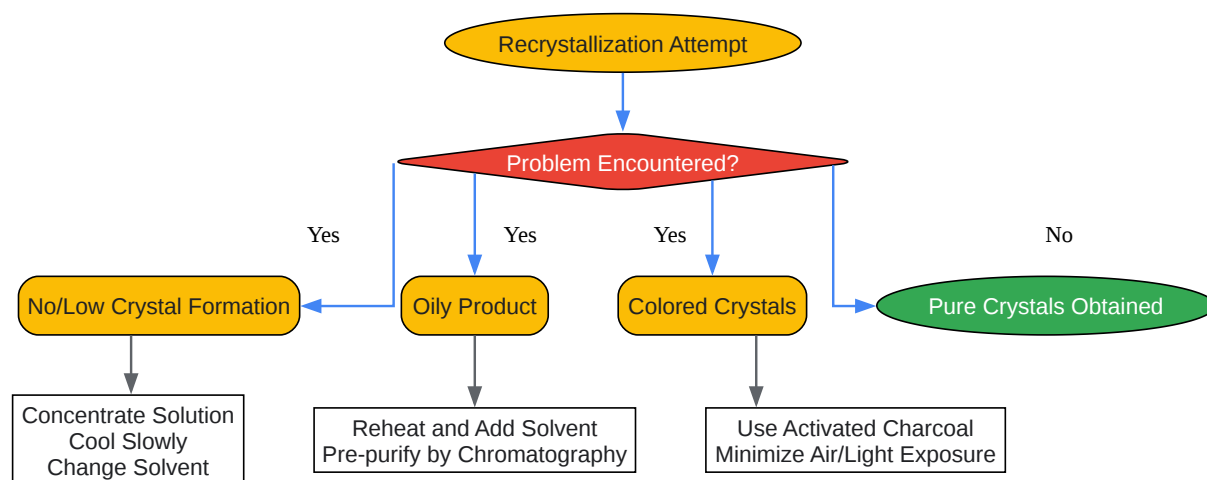 Recrystallization Attempt
Problem Encountered?
Yes
Yes
Yes
No
No/Low Crystal Formation
Oily Product
Colored Crystals
Pure Crystals Obtained
Concentrate Solution
Cool Slowly
Change Solvent
Reheat and Add Solvent
Pre-purify by Chromatography
Use Activated Charcoal
Minimize Air/Light Exposure